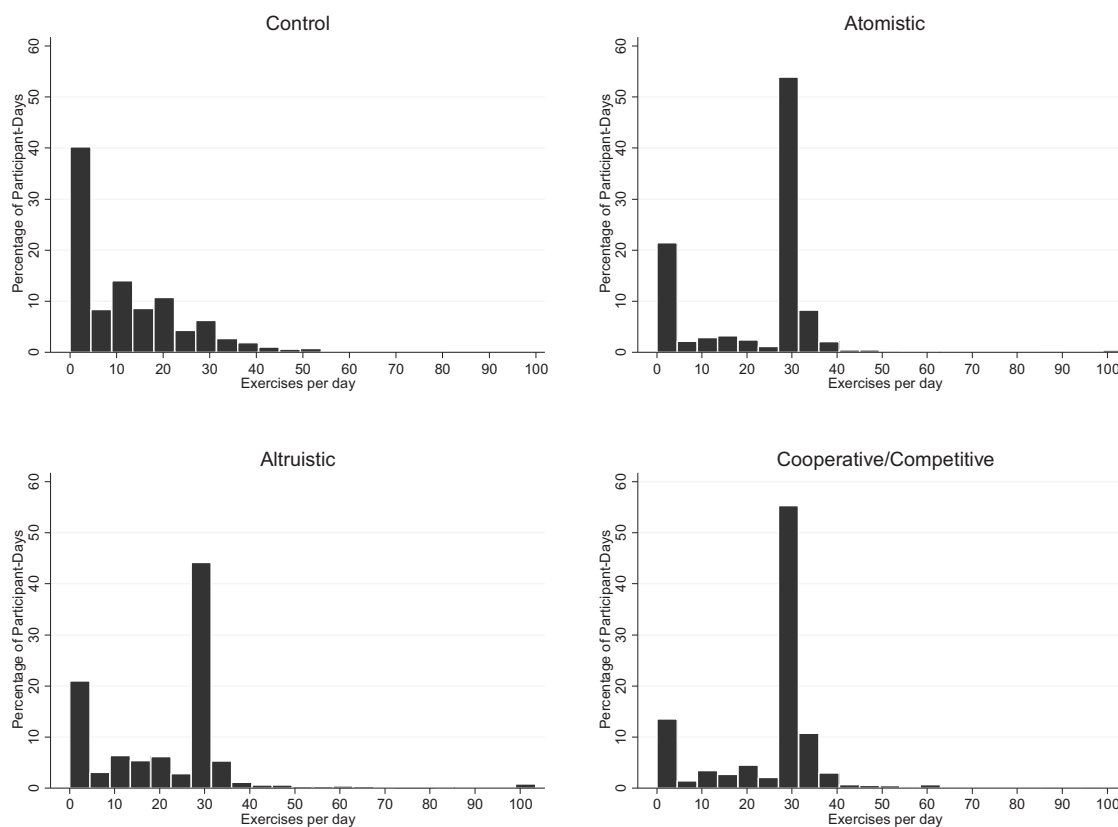 Control
Percentage of Participant-Days
0 10 20 30 40 50 60
0 10 20 30 40 50 60 70 80 90 100
Exercises per day
Atomistic
Percentage of Participant-Days
0 10 20 30 40 50 60
0 10 20 30 40 50 60 70 80 90 100
Exercises per day
Altruistic
Percentage of Participant-Days
0 10 20 30 40 50 60
0 10 20 30 40 50 60 70 80 90 100
Exercises per day
Cooperative/Competitive
Percentage of Participant-Days
0 10 20 30 40 50 60
0 10 20 30 40 50 60 70 80 90 100
Exercises per day